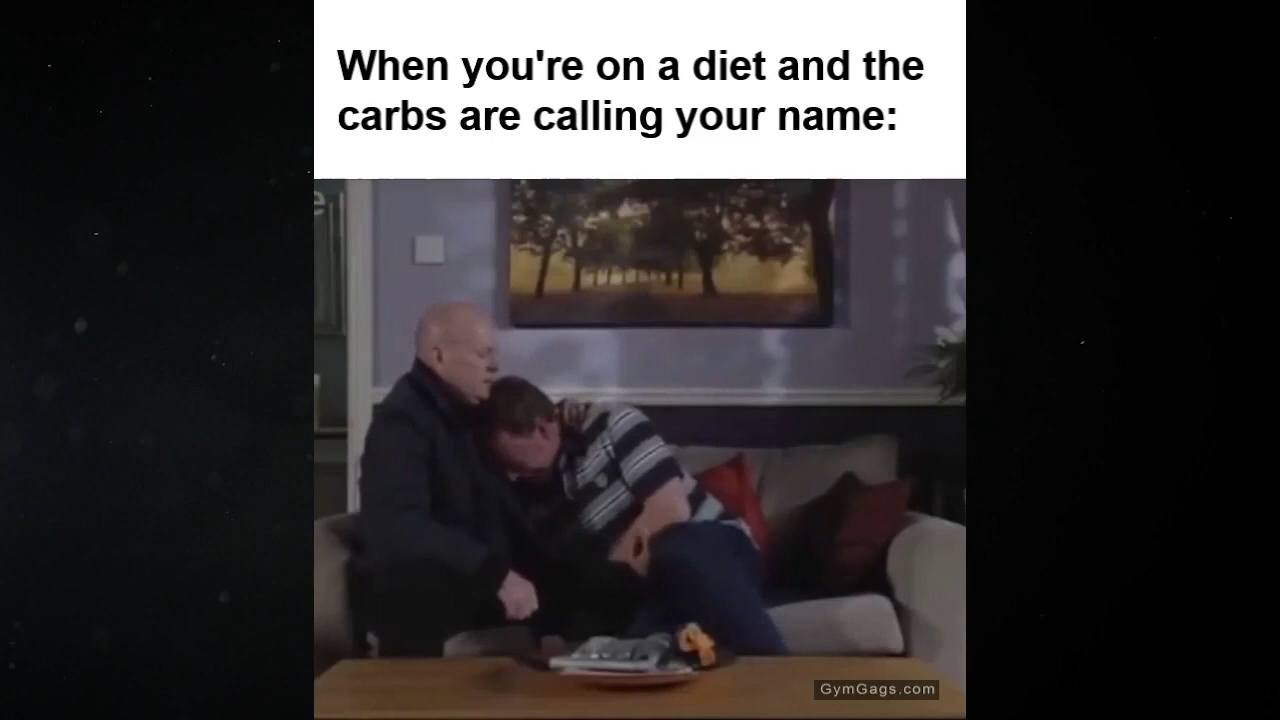 When you're on a diet and the
carbs are calling your name:
GymGags.com